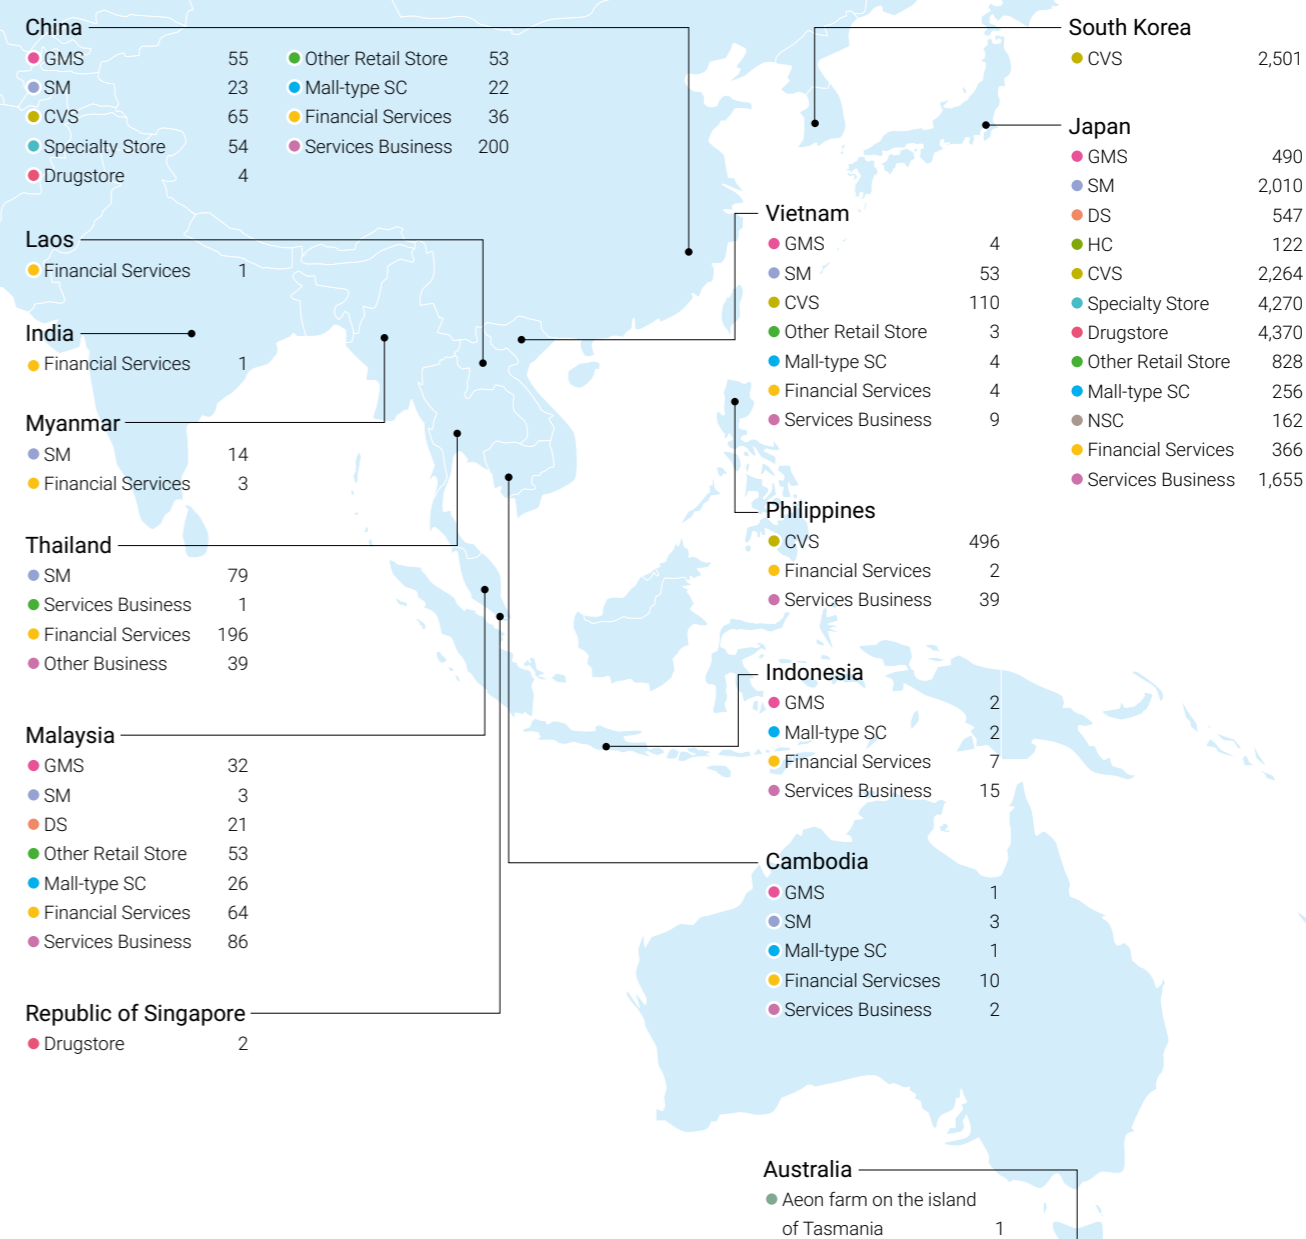 China
GMS 55
SM 23
CVS 65
Specialty Store 54
Drugstore 4
Other Retail Store 53
Mall-type SC 22
Financial Services 36
Services Business 200
Laos
Financial Services 1
India
Financial Services 1
Myanmar
SM 14
Financial Services 3
Thailand
SM 79
Services Business 1
Financial Services 196
Other Business 39
Malaysia
GMS 32
SM 3
DS 21
Other Retail Store 53
Mall-type SC 26
Financial Services 64
Services Business 86
Republic of Singapore
Drugstore 2
Vietnam
GMS 4
SM 53
CVS 110
Other Retail Store 3
Mall-type SC 4
Financial Services 4
Services Business 9
Philippines
CVS 496
Financial Services 2
Services Business 39
Indonesia
GMS 2
Mall-type SC 2
Financial Services 7
Services Business 15
Cambodia
GMS 1
SM 3
Mall-type SC 1
Financial Servicses 10
Services Business 2
Australia
Aeon farm on the island
of Tasmania 1
South Korea
CVS 2,501
Japan
GMS 490
SM 2,010
DS 547
HC 122
CVS 2,264
Specialty Store 4,270
Drugstore 4,370
Other Retail Store 828
Mall-type SC 256
NSC 162
Financial Services 366
Services Business 1,655